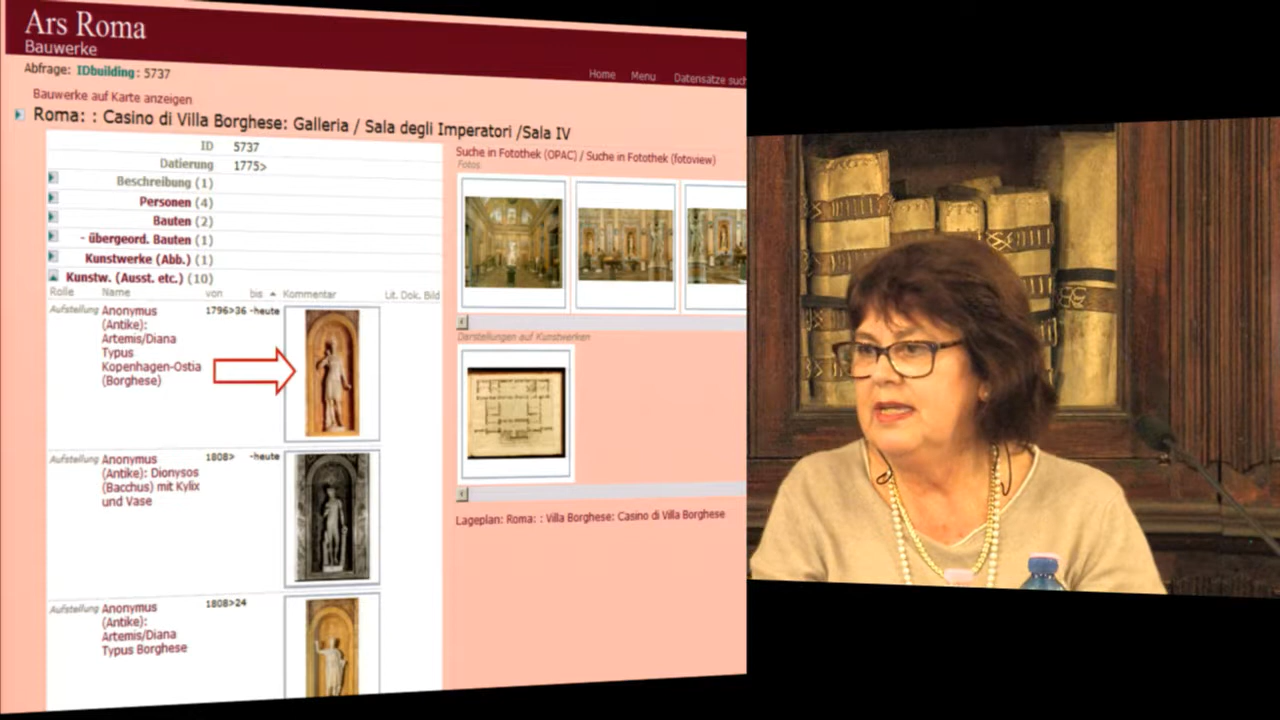 Ars Roma
Bauwerke
Abfrage: IDbuilding: 5737
Home Menu Datensätze such
Bauwerke auf Karte anzeigen
Roma: : Casino di Villa Borghese: Galleria / Sala degli Imperatori /Sala IV
ID 5737
Datierung 1775>
Beschreibung (1)
Personen (4)
Bauten (2)
- übergeord. Bauten (1)
Kunstwerke (Abb.) (1)
Kunstw. (Ausst. etc.) (10)
Rolle Name von bis Kommentar Lit. Dok. Bild
Aufstellung Anonymus 1796>36 -heute
(Antike):
Artemis/Diana
Typus
Kopenhagen-Ostia
(Borghese)
Aufstellung Anonymus 1808> -heute
(Antike): Dionysos
(Bacchus) mit Kylix
und Vase
Aufstellung Anonymus 1808>24
(Antike):
Artemis/Diana
Typus Borghese
Suche in Fotothek (OPAC) / Suche in Fotothek (fotoview)
Fotos
Darstellungen auf Kunstwerken
Lageplan: Roma: : Villa Borghese: Casino di Villa Borghese